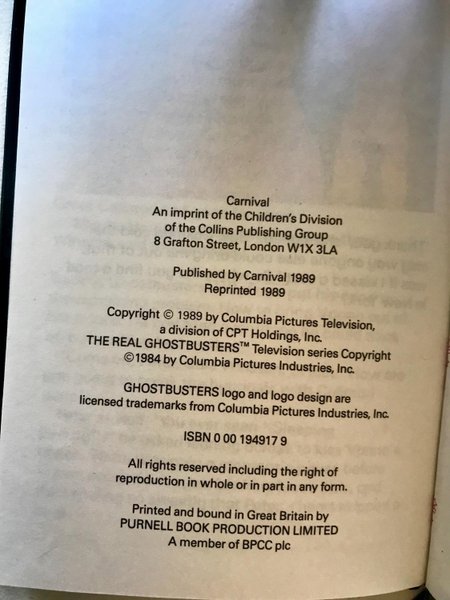 Carnival
An imprint of the Children's Division
of the Collins Publishing Group
8 Grafton Street, London W1X 3LA
Published by Carnival 1989
Reprinted 1989
Copyright © 1989 by Columbia Pictures Television,
a division of CPT Holdings, Inc.
THE REAL GHOSTBUSTERS™ Television series Copyright
©1984 by Columbia Pictures Industries, Inc.
GHOSTBUSTERS logo and logo design are
licensed trademarks from Columbia Pictures Industries, Inc.
ISBN 0 00 194917 9
All rights reserved including the right of
reproduction in whole or in part in any form.
Printed and bound in Great Britain by
PURNELL BOOK PRODUCTION LIMITED
A member of BPCC plc